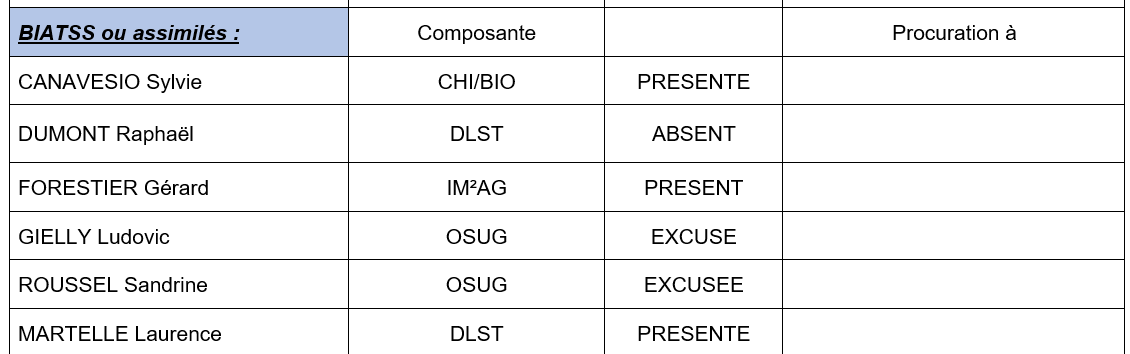 BIATSS ou assimilés : Composante Procuration à
CANAVESIO Sylvie CHI/BIO PRESENTE
DUMONT Raphaël DLST ABSENT
FORESTIER Gérard IM²AG PRESENT
GIELLY Ludovic OSUG EXCUSE
ROUSSEL Sandrine OSUG EXCUSEE
MARTELLE Laurence DLST PRESENTE